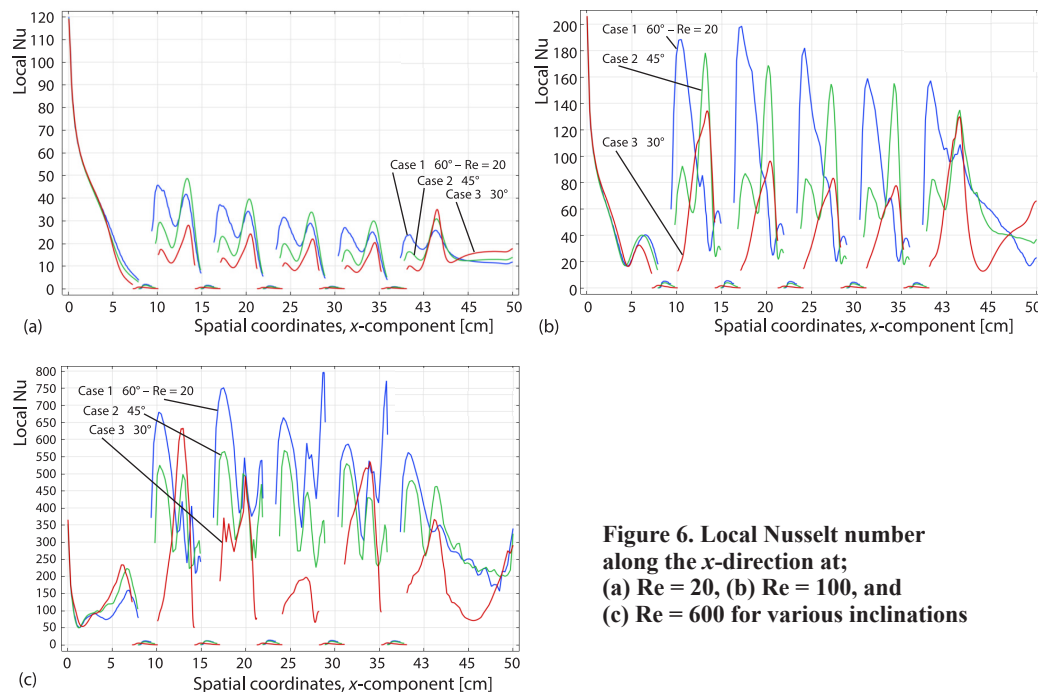 Local Nu
120
110
100
90
80
70
60
50
40
30
20
10
0
Case 1 60° – Re = 20
Case 2 45°
Case 3 30°
0 5 10 15 20 25 30 35 43 45 50
(a)
Spatial coordinates, x-component [cm]
Local Nu
200
180
160
140
120
100
80
60
40
20
0
Case 1 60° – Re = 20
Case 2 45°
Case 3 30°
0 5 10 15 20 25 30 35 43 45 50
(b)
Spatial coordinates, x-component [cm]
Local Nu
800
750
700
650
600
550
500
450
400
350
300
250
200
150
100
50
0
Case 1 60° – Re = 20
Case 2 45°
Case 3 30°
0 5 10 15 20 25 30 35 43 45 50
(c)
Spatial coordinates, x-component [cm]
Figure 6. Local Nusselt number
along the x-direction at;
(a) Re = 20, (b) Re = 100, and
(c) Re = 600 for various inclinations